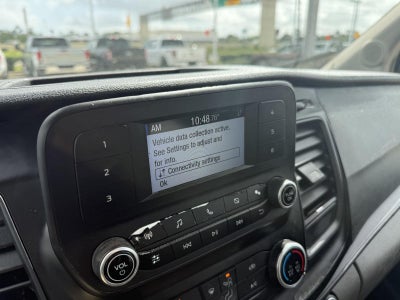 AM 10:48 76°
Vehicle data collection active.
See Settings to adjust and
for info.
Connectivity settings
Ok
1
2
3
4
5
6
VOL